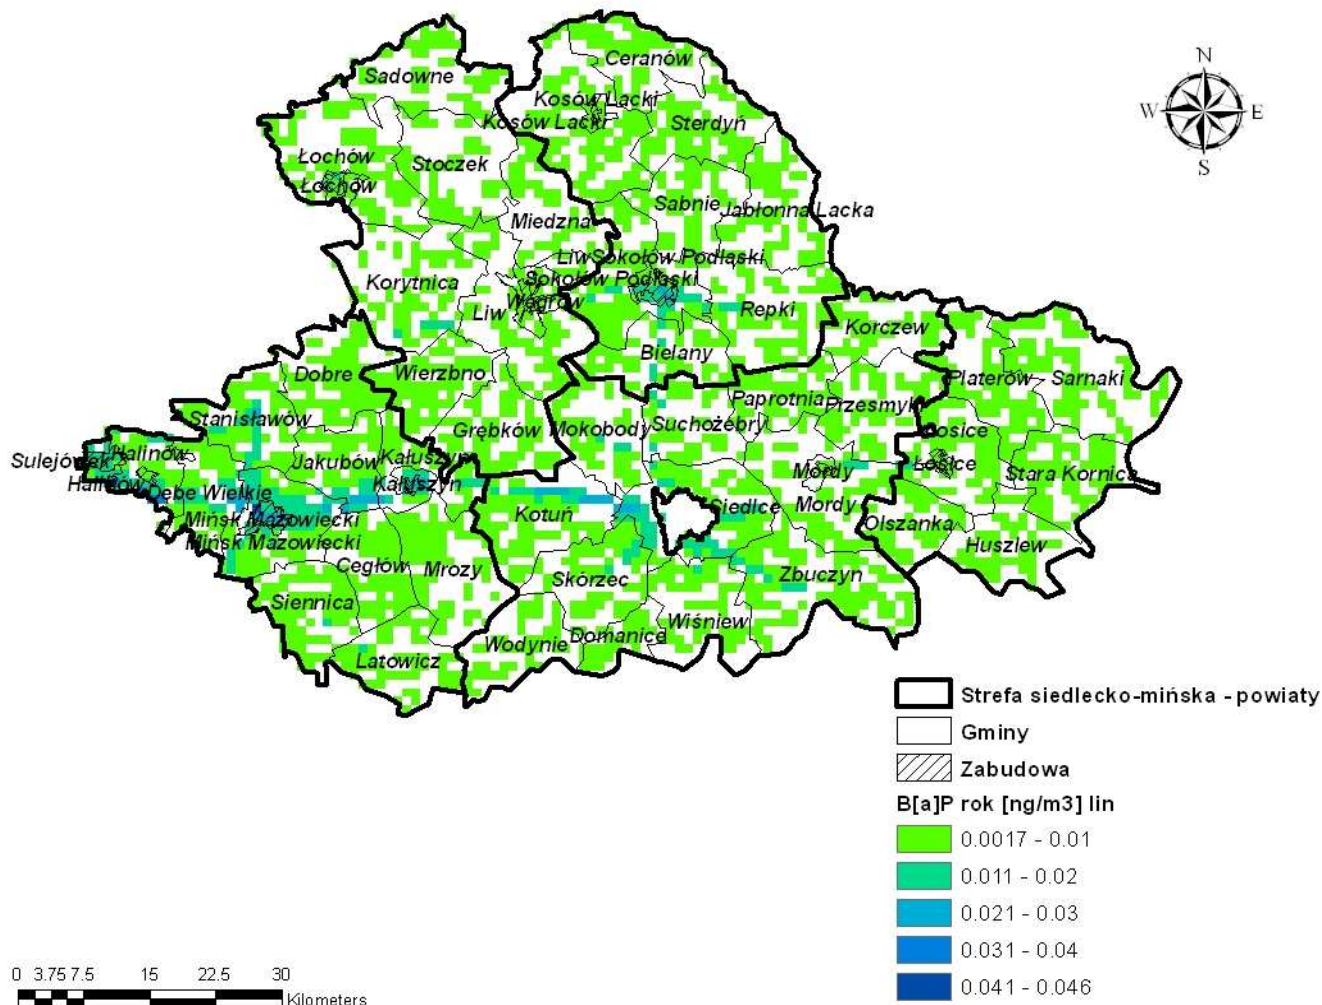 Ceranów
N
Sadowne
Kosów Lacki
W
E
Kosów Lacki
Sterdyń
S
Łochów
Stoczek
Łochów
Sabnie
Jabłonna Lacka
Miedzna
Liw
Sokołów Podląski
Korytnica
Sokołów Podląski
Węgrów
Liw
Repki
Korczew
Bielany
Dobre
Wierzbno
Platerów
Sarnaki
Paprotnia
Przesmyki
Stanisławów
Grębków
Mokobody
Suchożebry
Łosice
Halinów
Sulejówek
Jakubów
Kałuszyn
Mordy
Łosice
Stara Kornica
Halinów
Dębe Wielkie
Kałuszyn
Siedlce
Mordy
Kotuń
Mińsk Mazowiecki
Olszanka
Mińsk Mazowiecki
Huszlew
Cegłów
Mrozy
Skórzec
Zbuczyn
Siennica
Wiśniew
Wodynie
Domanice
Latowicz
Strefa siedlecko-mińska - powiaty
Gminy
Zabudowa
B[a]P rok [ng/m3] lin
0.0017 - 0.01
0.011 - 0.02
0.021 - 0.03
0.031 - 0.04
0.041 - 0.046
0 3.75 7.5 15 22.5 30
Kilometers